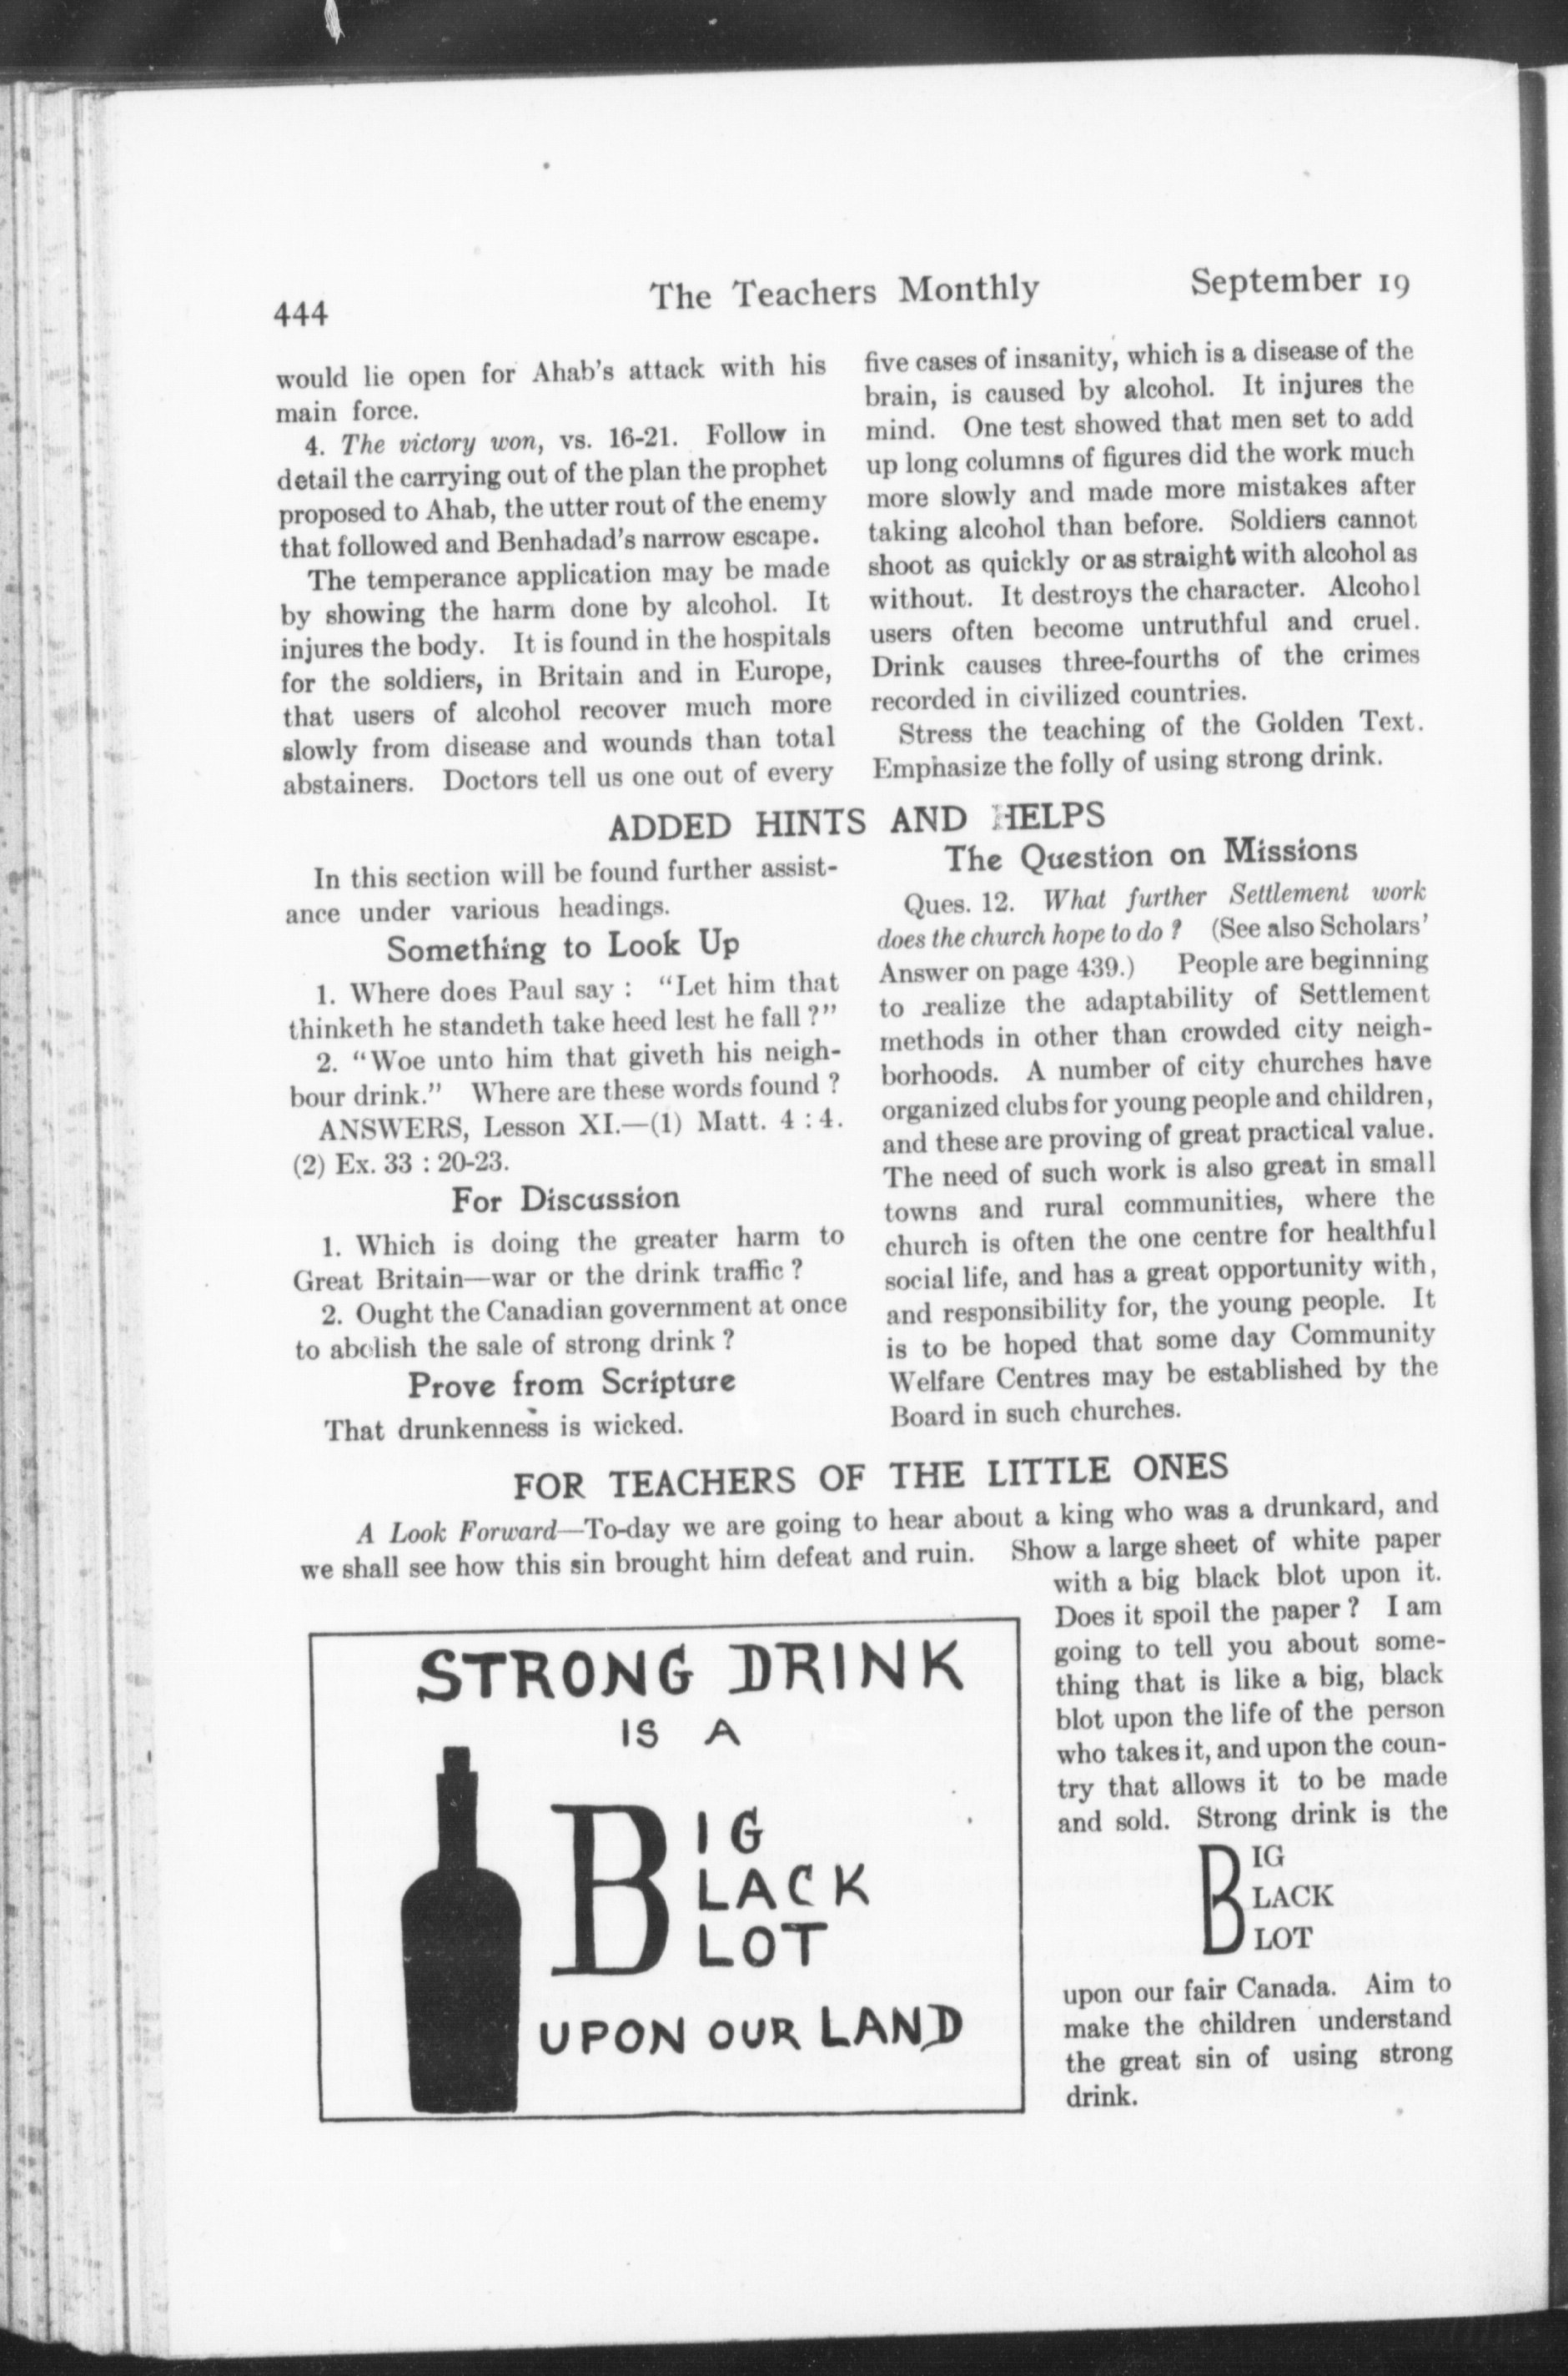 444
The Teachers Monthly
September 19
would lie open for Ahab's attack with his
main force.
4. The victory won, vs. 16-21. Follow in
detail the carrying out of the plan the prophet
proposed to Ahab, the utter rout of the enemy
that followed and Benhadad's narrow escape.
The temperance application may be made
by showing the harm done by alcohol. It
injures the body. It is found in the hospitals
for the soldiers, in Britain and in Europe,
that users of alcohol recover much more
slowly from disease and wounds than total
abstainers. Doctors tell us one out of every
five cases of insanity, which is a disease of the
brain, is caused by alcohol. It injures the
mind. One test showed that men set to add
up long columns of figures did the work much
more slowly and made more mistakes after
taking alcohol than before. Soldiers cannot
shoot as quickly or as straight with alcohol as
without. It destroys the character. Alcohol
users often become untruthful and cruel.
Drink causes three-fourths of the crimes
recorded in civilized countries.
Stress the teaching of the Golden Text.
Emphasize the folly of using strong drink.
ADDED HINTS AND HELPS
In this section will be found further assist-
ance under various headings.
Something to Look Up
1. Where does Paul say : "Let him that
thinketh he standeth take heed lest he fall ?"
2. "Woe unto him that giveth his neigh-
bour drink." Where are these words found ?
ANSWERS, Lesson XI.—(1) Matt. 4 : 4.
(2) Ex. 33 : 20-23.
For Discussion
1. Which is doing the greater harm to
Great Britain—war or the drink traffic ?
2. Ought the Canadian government at once
to abolish the sale of strong drink ?
Prove from Scripture
That drunkenness is wicked.
The Question on Missions
Ques. 12. What further Settlement work
does the church hope to do ? (See also Scholars'
Answer on page 439.) People are beginning
to realize the adaptability of Settlement
methods in other than crowded city neigh-
borhoods. A number of city churches have
organized clubs for young people and children,
and these are proving of great practical value.
The need of such work is also great in small
towns and rural communities, where the
church is often the one centre for healthful
social life, and has a great opportunity with,
and responsibility for, the young people. It
is to be hoped that some day Community
Welfare Centres may be established by the
Board in such churches.
FOR TEACHERS OF THE LITTLE ONES
A Look Forward—To-day we are going to hear about a king who was a drunkard, and
we shall see how this sin brought him defeat and ruin. Show a large sheet of white paper
with a big black blot upon it.
Does it spoil the paper ? I am
going to tell you about some-
thing that is like a big, black
blot upon the life of the person
who takes it, and upon the coun-
try that allows it to be made
and sold. Strong drink is the
BIG
LACK
LOT
upon our fair Canada. Aim to
make the children understand
the great sin of using strong
drink.
STRONG DRINK
IS A
BIG
LACK
LOT
UPON OUR LAND